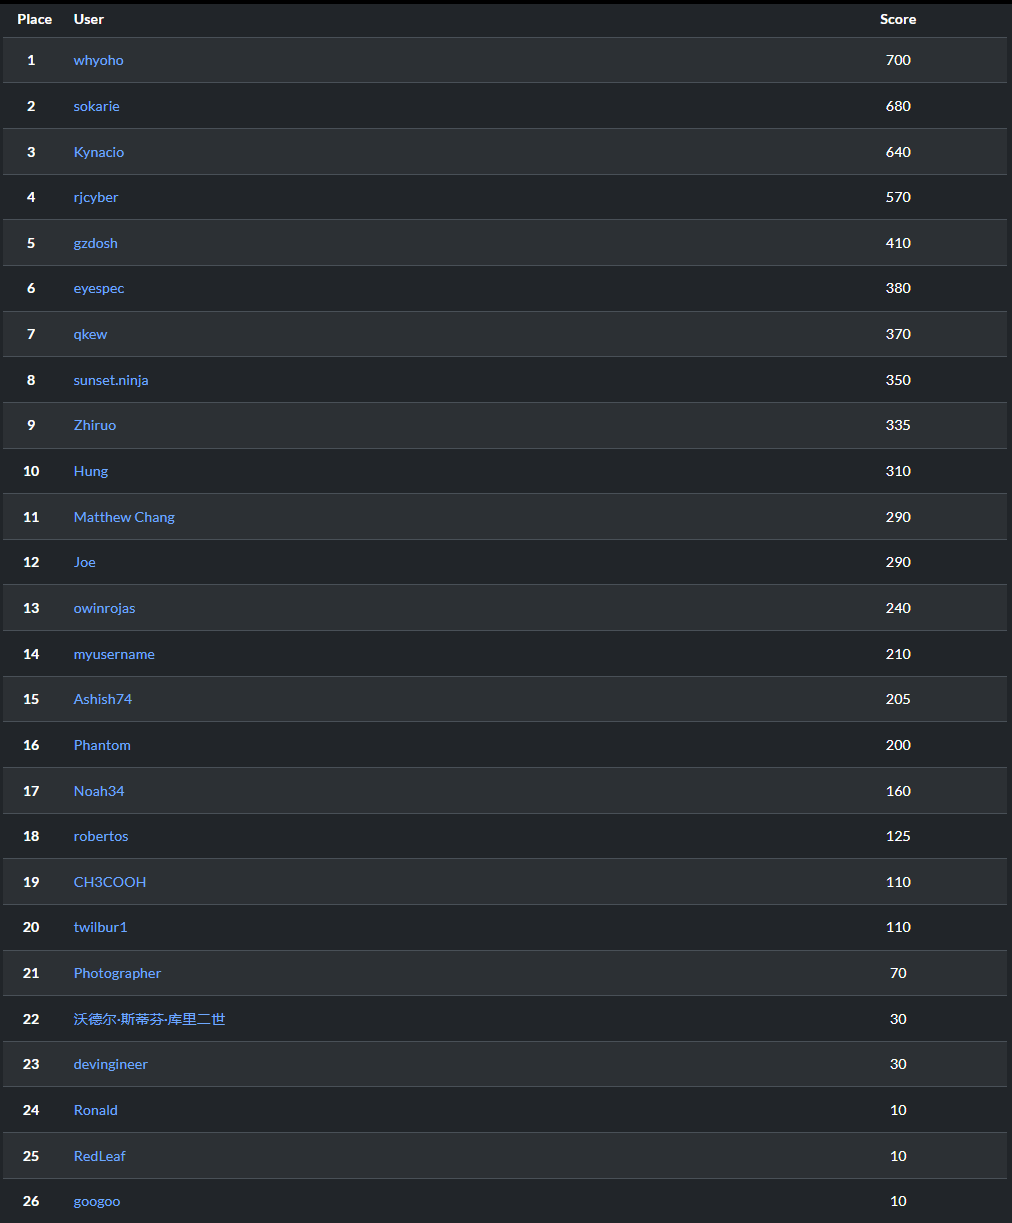 Place User Score
1 whyoho 700
2 sokarie 680
3 Kynacio 640
4 rjcyber 570
5 gzdosh 410
6 eyespec 380
7 qkew 370
8 sunset.ninja 350
9 Zhiruo 335
10 Hung 310
11 Matthew Chang 290
12 Joe 290
13 owinrojas 240
14 myusername 210
15 Ashish74 205
16 Phantom 200
17 Noah34 160
18 robertos 125
19 CH3COOH 110
20 twilbur1 110
21 Photographer 70
22 沃德尔·斯蒂芬·库里二世 30
23 devingineer 30
24 Ronald 10
25 RedLeaf 10
26 googoo 10